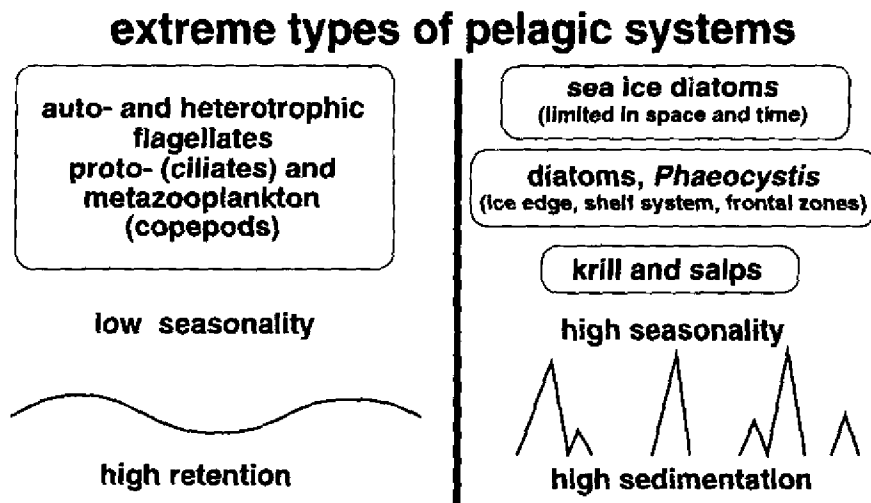 extreme types of pelagic systems
auto- and heterotrophic
flagellates
proto- (ciliates) and
metazooplankton
(copepods)
low seasonality
high retention
sea ice diatoms
(limited in space and time)
diatoms, Phaeocystis
(ice edge, shelf system, frontal zones)
krill and salps
high seasonality
high sedimentation